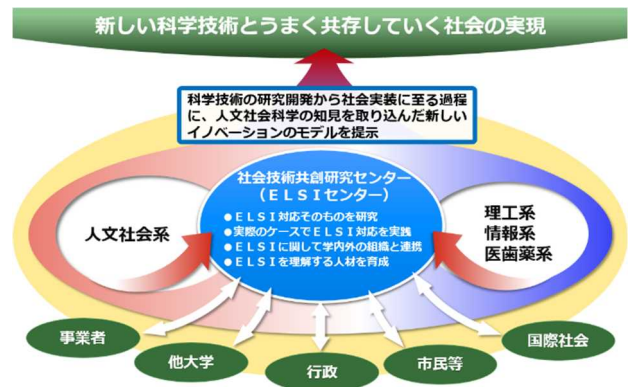 新しい科学技術とうまく共存していく社会の実現
科学技術の研究開発から社会実装に至る過程
に、人文社会科学の知見を取り込んだ新しい
イノベーションのモデルを提示
社会技術共創研究センター
（ＥＬＳＩセンター）
●ＥＬＳＩ対応そのものを研究
●実際のケースでＥＬＳＩ対応を実践
●ＥＬＳＩに関して学内外の組織と連携
●ＥＬＳＩを理解する人材を育成
人文社会系
理工系
情報系
医歯薬系
事業者
他大学
行政
市民等
国際社会